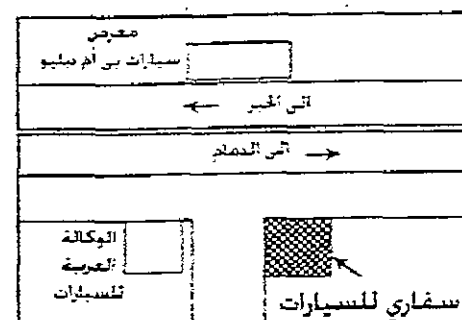 معرض
سيارات بي أم دبليو
الى الخبر
الى الدمام
الوكالة
العربية
للسيارات
سفاري للسيارات